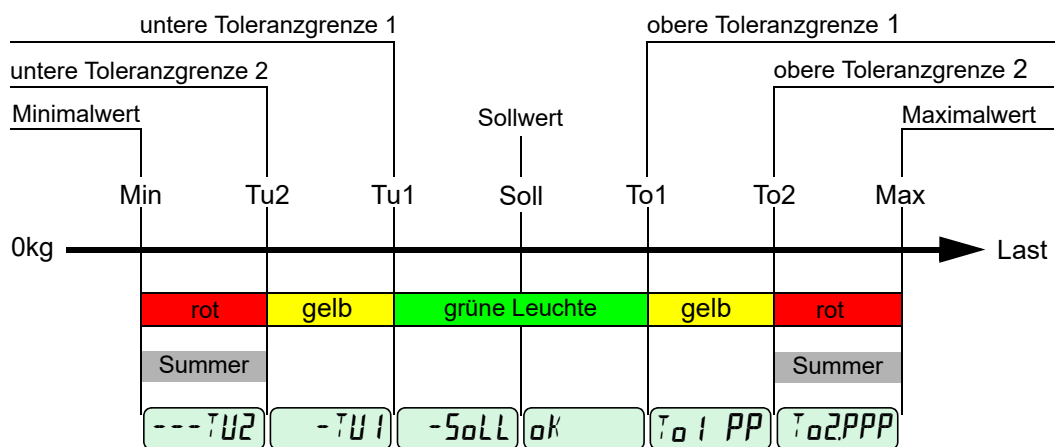 untere Toleranzgrenze 1 obere Toleranzgrenze 1
untere Toleranzgrenze 2 obere Toleranzgrenze 2
Minimalwert Sollwert Maximalwert
Min Tu2 Tu1 Soll To1 To2 Max
0kg Last
rot gelb grüne Leuchte gelb rot
Summer Summer
---TU2 -TU1 -SoLL oK To1 PP To2.PPP